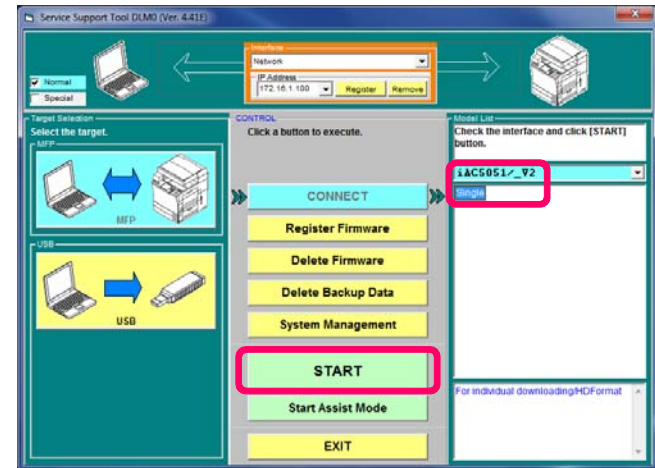 Service Support Tool DLM0 (Ver. 4.41E)
Interface
Network
Normal
Special
IP Address
172.16.1.100
Register
Remove
Target Selection
Select the target.
MFP
MFP
USB
USB
CONTROL
Click a button to execute.
CONNECT
Register Firmware
Delete Firmware
Delete Backup Data
System Management
START
Start Assist Mode
EXIT
Model List
Check the interface and click [START]
button.
iAC5051/_V2
Single
For individual downloading/HDFormat